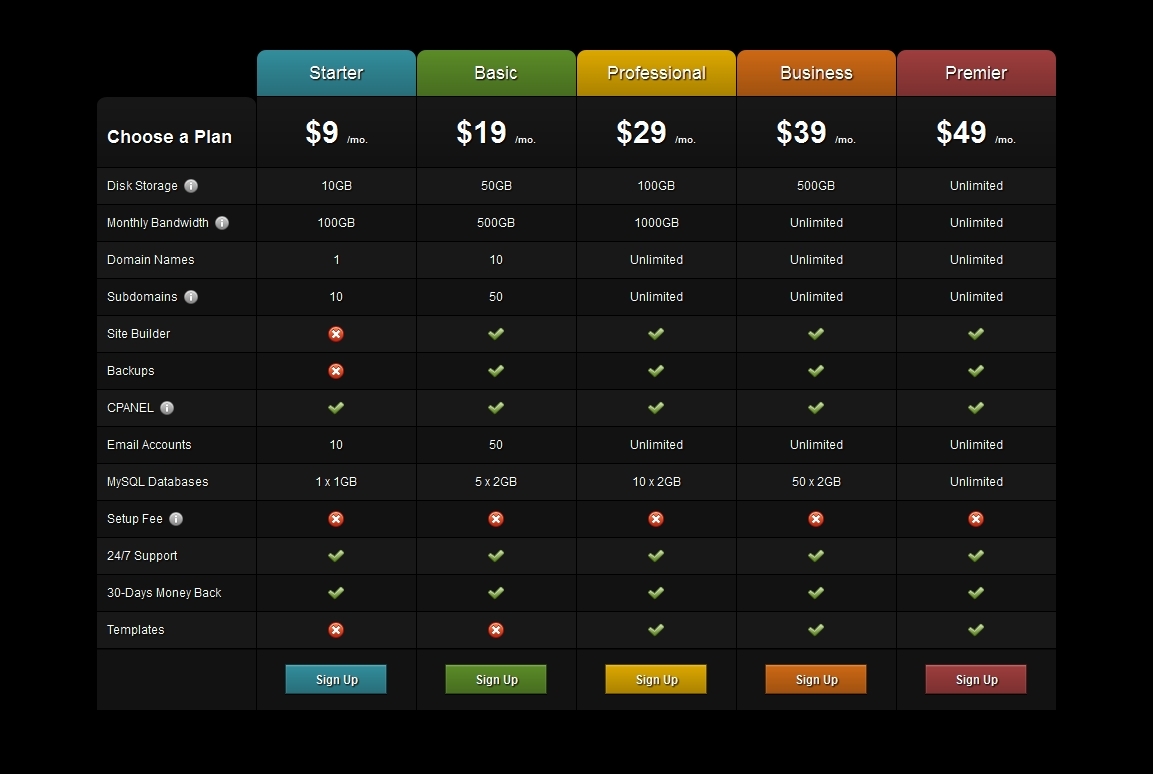 Starter Basic Professional Business Premier
Choose a Plan $9 /mo. $19 /mo. $29 /mo. $39 /mo. $49 /mo.
Disk Storage 10GB 50GB 100GB 500GB Unlimited
Monthly Bandwidth 100GB 500GB 1000GB Unlimited Unlimited
Domain Names 1 10 Unlimited Unlimited Unlimited
Subdomains 10 50 Unlimited Unlimited Unlimited
Site Builder
Backups
CPANEL
Email Accounts 10 50 Unlimited Unlimited Unlimited
MySQL Databases 1 x 1GB 5 x 2GB 10 x 2GB 50 x 2GB Unlimited
Setup Fee
24/7 Support
30-Days Money Back
Templates
Sign Up Sign Up Sign Up Sign Up Sign Up